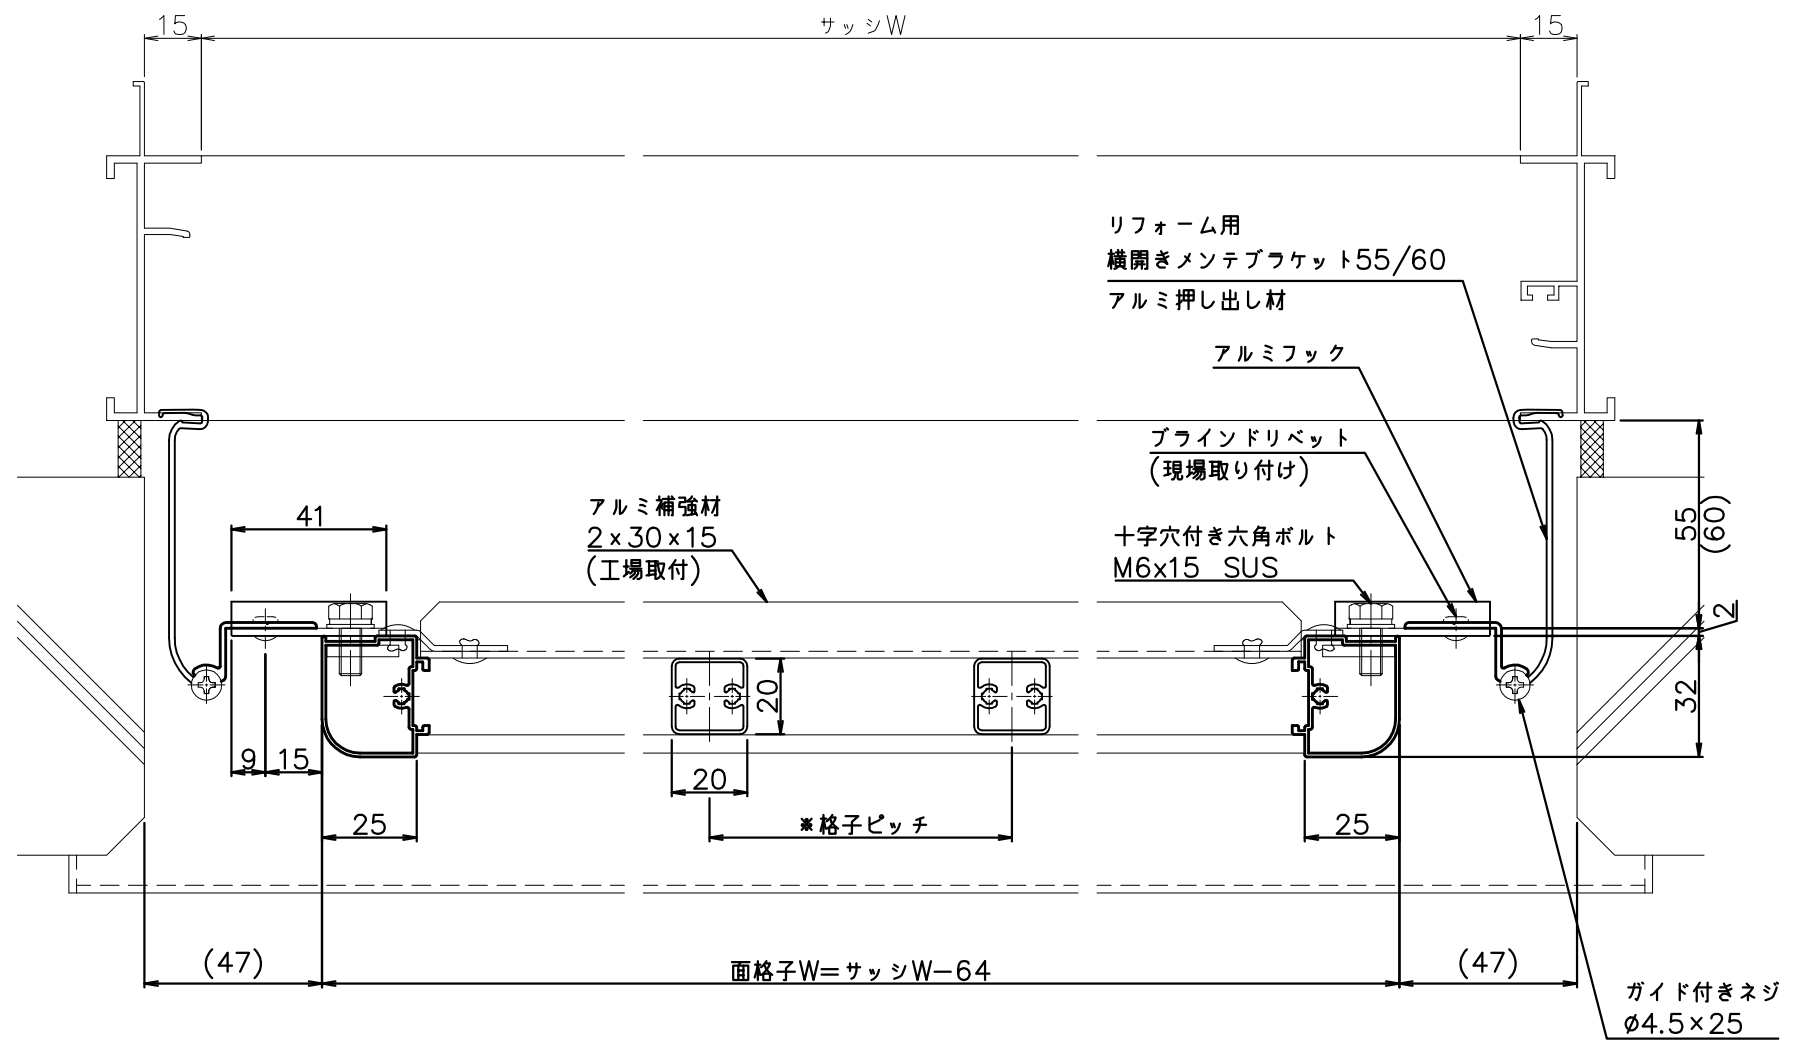 15
サッシW
15
リフォーム用
横開きメンテブラケット55/60
アルミ押し出し材
アルミフック
ブラインドリベット
(現場取り付け)
アルミ補強材
2×30×15
(工場取付)
41
十字穴付き六角ボルト
M6x15 SUS
55
(60)
2
32
20
9
15
20
25
※格子ピッチ
25
(47)
面格子W=サッシW-64
(47)
ガイド付きネジ
ø4.5×25